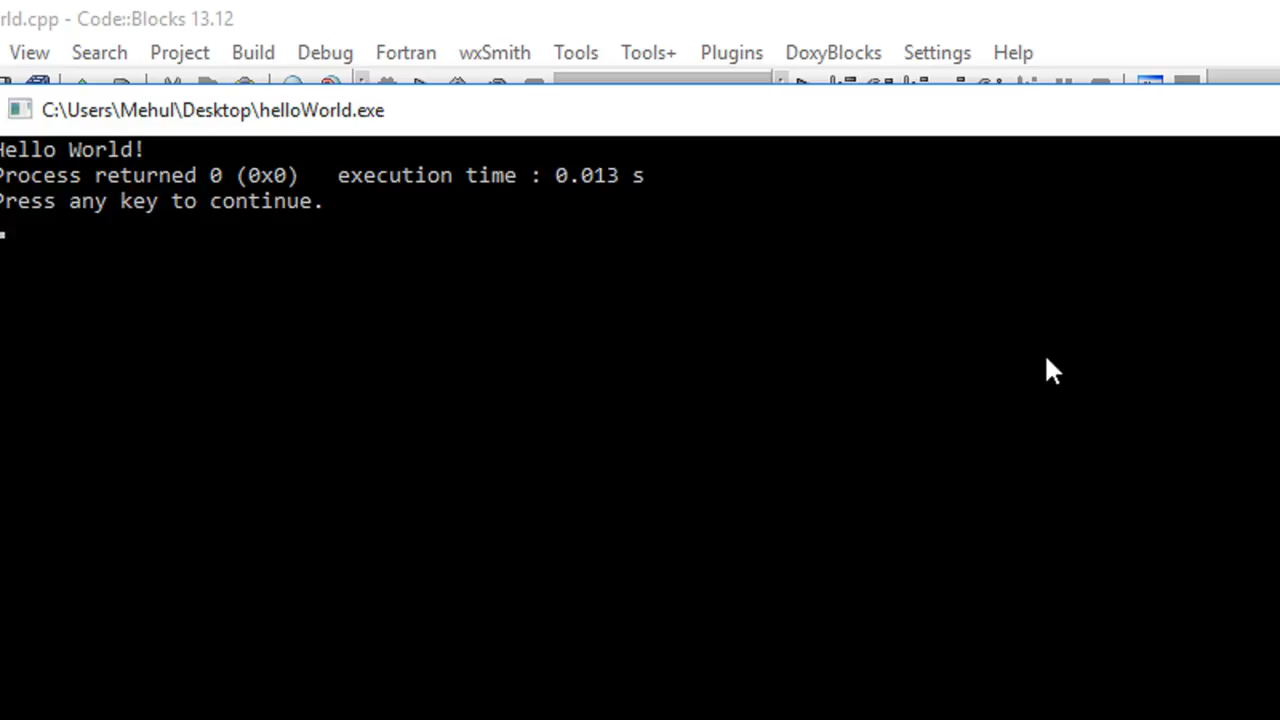 rld.cpp - Code::Blocks 13.12
View Search Project Build Debug Fortran wxSmith Tools Tools+ Plugins DoxyBlocks Settings Help
C:\Users\Mehul\Desktop\helloWorld.exe
Hello World!
Process returned 0 (0x0)   execution time : 0.013 s
Press any key to continue.